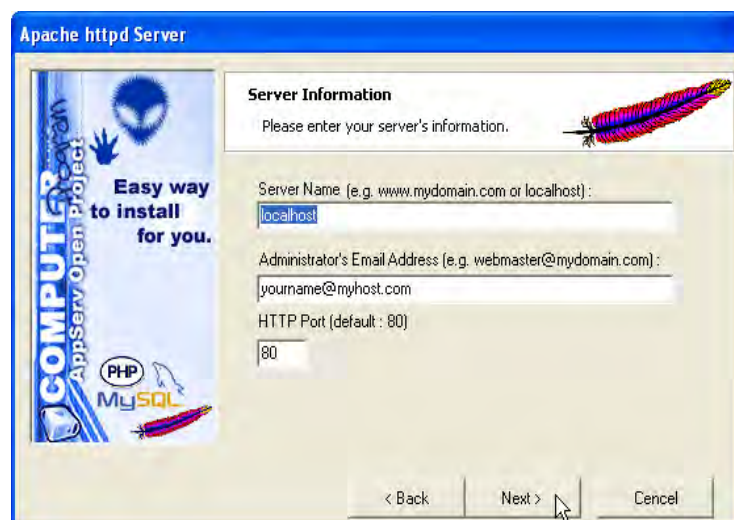 Apache httpd Server
COMPUTER
program
AppServ Open Project
Easy way
to install
for you.
PHP
MySQL
Server Information
Please enter your server's information.
Server Name (e.g. www.mydomain.com or localhost) :
localhost
Administrator's Email Address (e.g. webmaster@mydomain.com) :
yourname@myhost.com
HTTP Port (default : 80)
80
< Back
Next >
Cencel